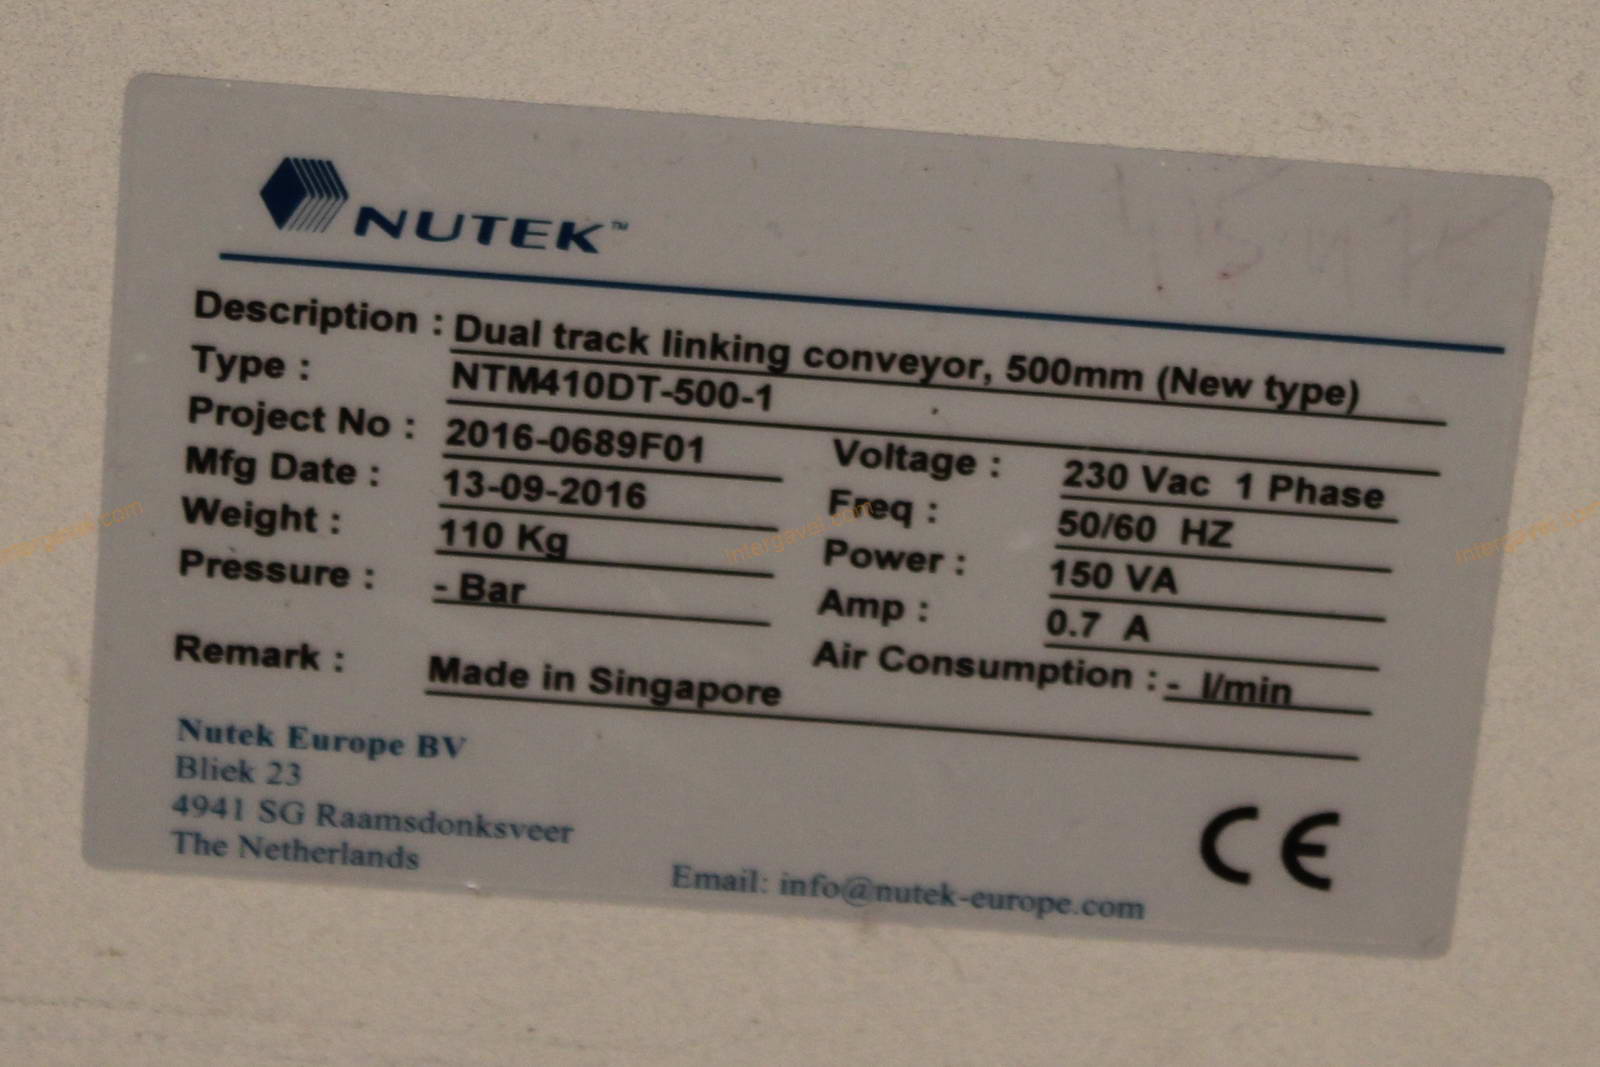 NUTEK™
Description : Dual track linking conveyor, 500mm (New type)
Type : NTM410DT-500-1
Project No : 2016-0689F01
Voltage : 230 Vac 1 Phase
Mfg Date : 13-09-2016
Freq : 50/60 HZ
Weight : 110 Kg
Power : 150 VA
Pressure : - Bar
Amp : 0.7 A
Air Consumption : - l/min
Remark : Made in Singapore
Nutek Europe BV
Bliek 23
4941 SG Raamsdonksveer
The Netherlands
Email: info@nutek-europe.com
CE
intergavel.com